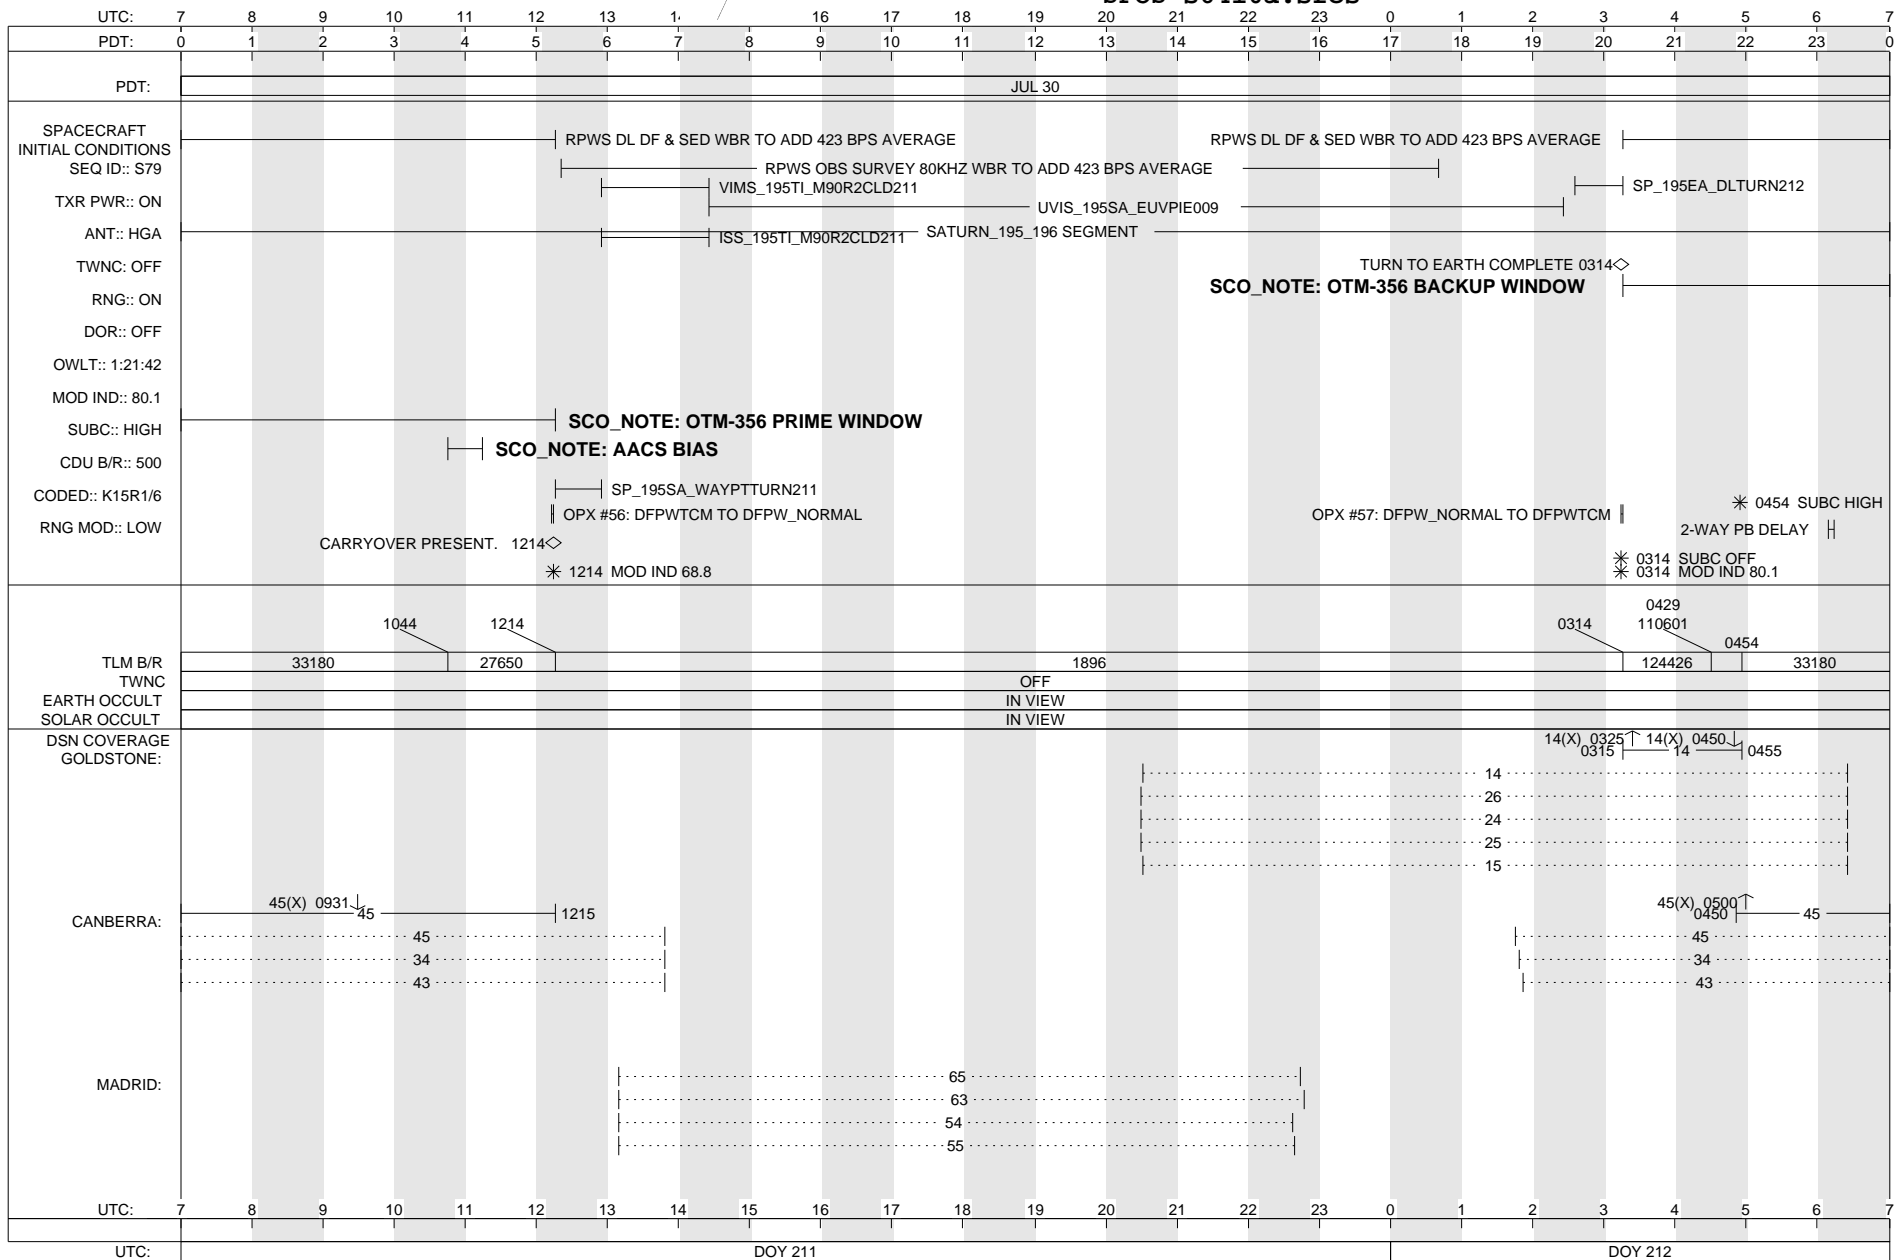 UTC: 7 8 9 10 11 12 13 16 17 18 19 20 21 22 23 0 1 2 3 4 5 6 7
PDT: 0 1 2 3 4 5 6 7 8 9 10 11 12 13 14 15 16 17 18 19 20 21 22 23 0
PDT: JUL 30
SPACECRAFT
INITIAL CONDITIONS
RPWS DL DF & SED WBR TO ADD 423 BPS AVERAGE RPWS DL DF & SED WBR TO ADD 423 BPS AVERAGE
SEQ ID:: S79 RPWS OBS SURVEY 80KHZ WBR TO ADD 423 BPS AVERAGE
VIMS_195TI_M90R2CLD211 SP_195EA_DLTURN212
TXR PWR:: ON UVIS_195SA_EUVPIE009
ANT:: HGA ISS_195TI_M90R2CLD211 SATURN_195_196 SEGMENT
TWNC: OFF TURN TO EARTH COMPLETE 0314
RNG:: ON SCO_NOTE: OTM-356 BACKUP WINDOW
DOR:: OFF
OWLT:: 1:21:42
MOD IND:: 80.1
SUBC:: HIGH SCO_NOTE: OTM-356 PRIME WINDOW
SCO_NOTE: AACS BIAS
CDU B/R:: 500
CODED:: K15R1/6 SP_195SA_WAYPTTURN211 0454 SUBC HIGH
OPX #56: DFPWTCM TO DFPW_NORMAL OPX #57: DFPW_NORMAL TO DFPWTCM
RNG MOD:: LOW 2-WAY PB DELAY
CARRYOVER PRESENT. 1214
0314 SUBC OFF
1214 MOD IND 68.8 0314 MOD IND 80.1
0429
1044 1214 0314 110601
0454
TLM B/R 33180 27650 1896 124426 33180
TWNC OFF
EARTH OCCULT IN VIEW
SOLAR OCCULT IN VIEW
DSN COVERAGE 14(X) 0325 14(X) 0450
GOLDSTONE: 0315 14 0455
14
26
24
25
15
45(X) 0931 45(X) 0500
CANBERRA: 45 1215 0450 45
45 45
34 34
43 43
MADRID: 65
63
54
55
UTC: 7 8 9 10 11 12 13 14 15 16 17 18 19 20 21 22 23 0 1 2 3 4 5 6 7
UTC: DOY 211 DOY 212